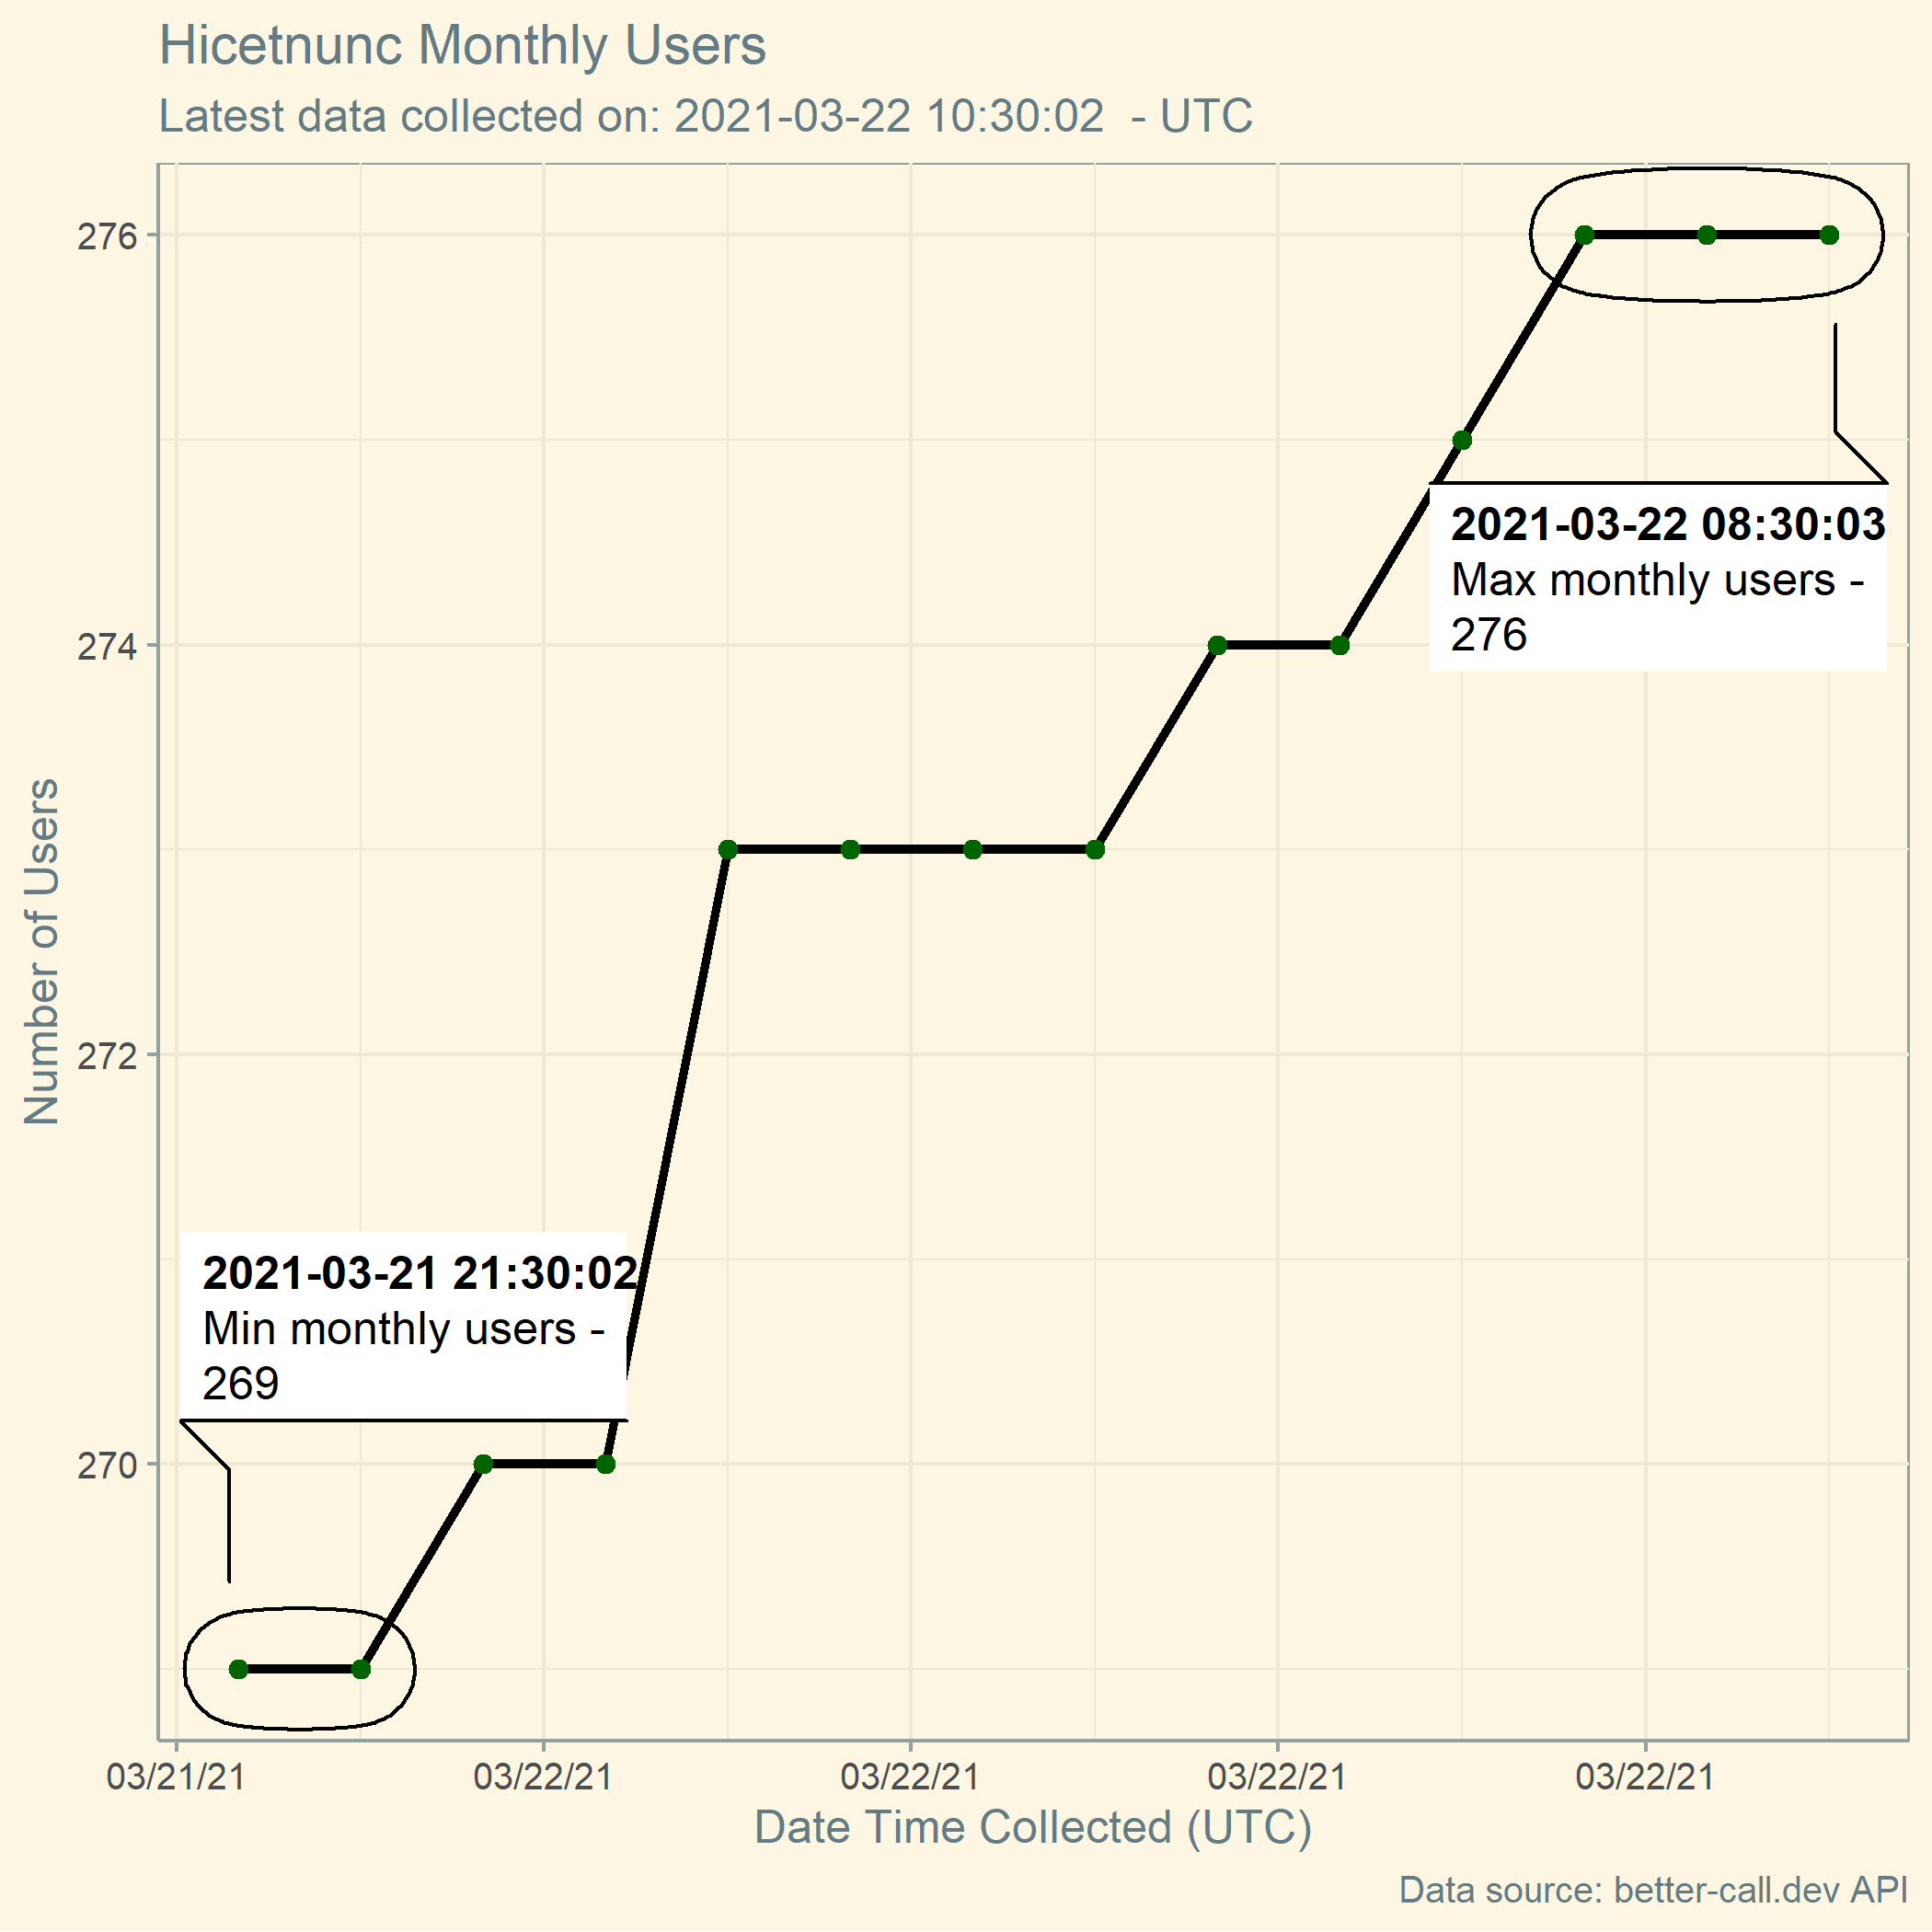 Hicetnunc Monthly Users
Latest data collected on: 2021-03-22 10:30:02  - UTC
276
274
272
270
Number of Users
2021-03-22 08:30:03
Max monthly users -
276
2021-03-21 21:30:02
Min monthly users -
269
03/21/21 03/22/21 03/22/21 03/22/21 03/22/21
Date Time Collected (UTC)
Data source: better-call.dev API